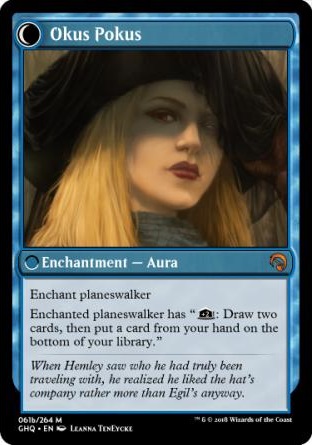 Okus Pokus
Enchantment — Aura
Enchant planeswalker
Enchanted planeswalker has “+2: Draw two
cards, then put a card from your hand on the
bottom of your library.”
When Hemley saw who he had truly been
traveling with, he realized he liked the hat's
company rather more than Egil's anyway.
061b/264 M
GHQ • EN LEANNA TENEYCKE
™ & © 2018 Wizards of the Coast